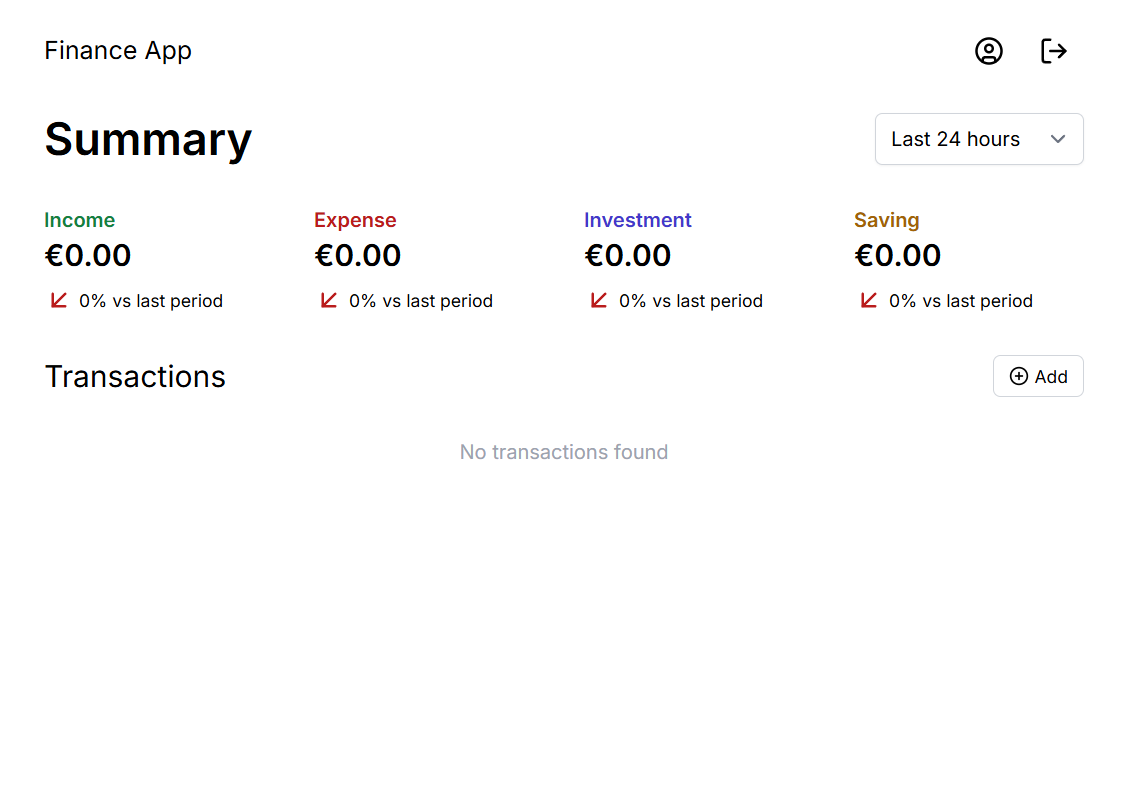 Finance App
Summary
Last 24 hours
Income
€0.00
0% vs last period
Expense
€0.00
0% vs last period
Investment
€0.00
0% vs last period
Saving
€0.00
0% vs last period
Transactions
Add
No transactions found